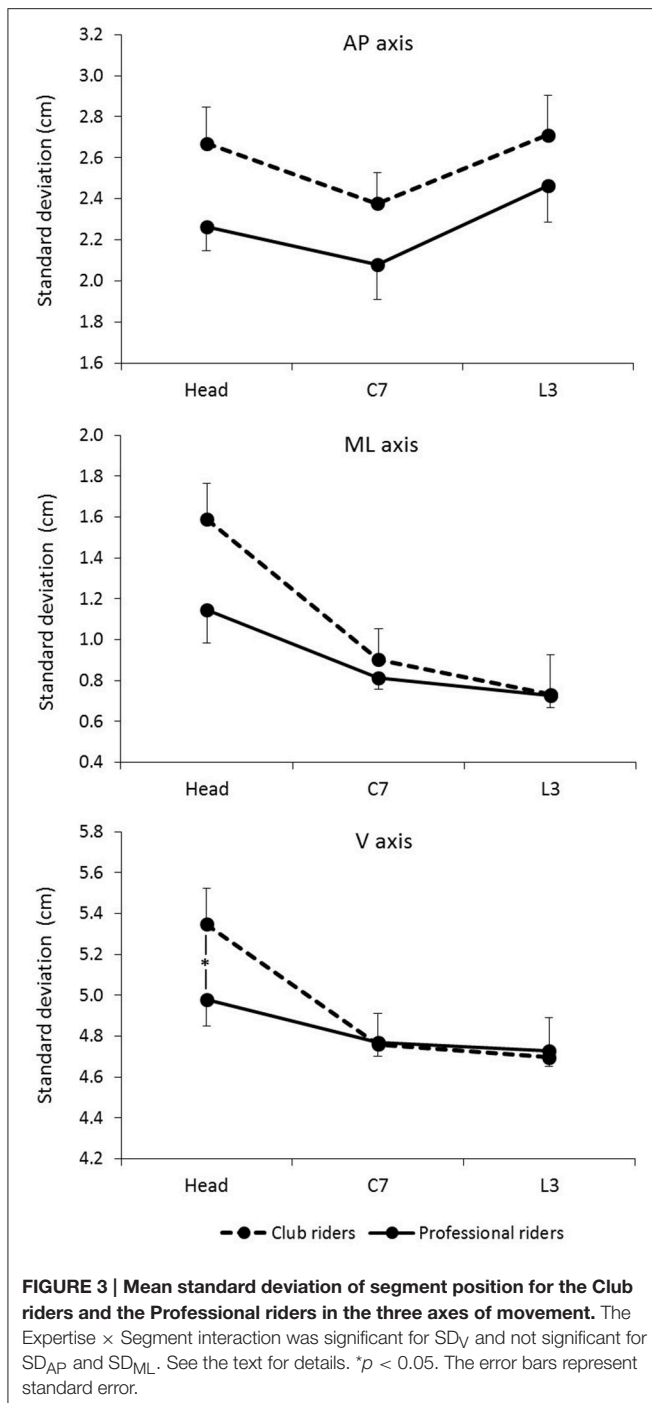 AP axis
Standard deviation (cm)
3.2
3.0
2.8
2.6
2.4
2.2
2.0
1.8
1.6
Head C7 L3
ML axis
Standard deviation (cm)
2.0
1.8
1.6
1.4
1.2
1.0
0.8
0.6
0.4
Head C7 L3
V axis
Standard deviation (cm)
5.8
5.6
5.4
5.2
5.0
4.8
4.6
4.4
4.2
*
Head C7 L3
Club riders Professional riders
FIGURE 3 | Mean standard deviation of segment position for the Club
riders and the Professional riders in the three axes of movement. The
Expertise × Segment interaction was significant for SDV and not significant for
SDAP and SDML. See the text for details. *p < 0.05. The error bars represent
standard error.